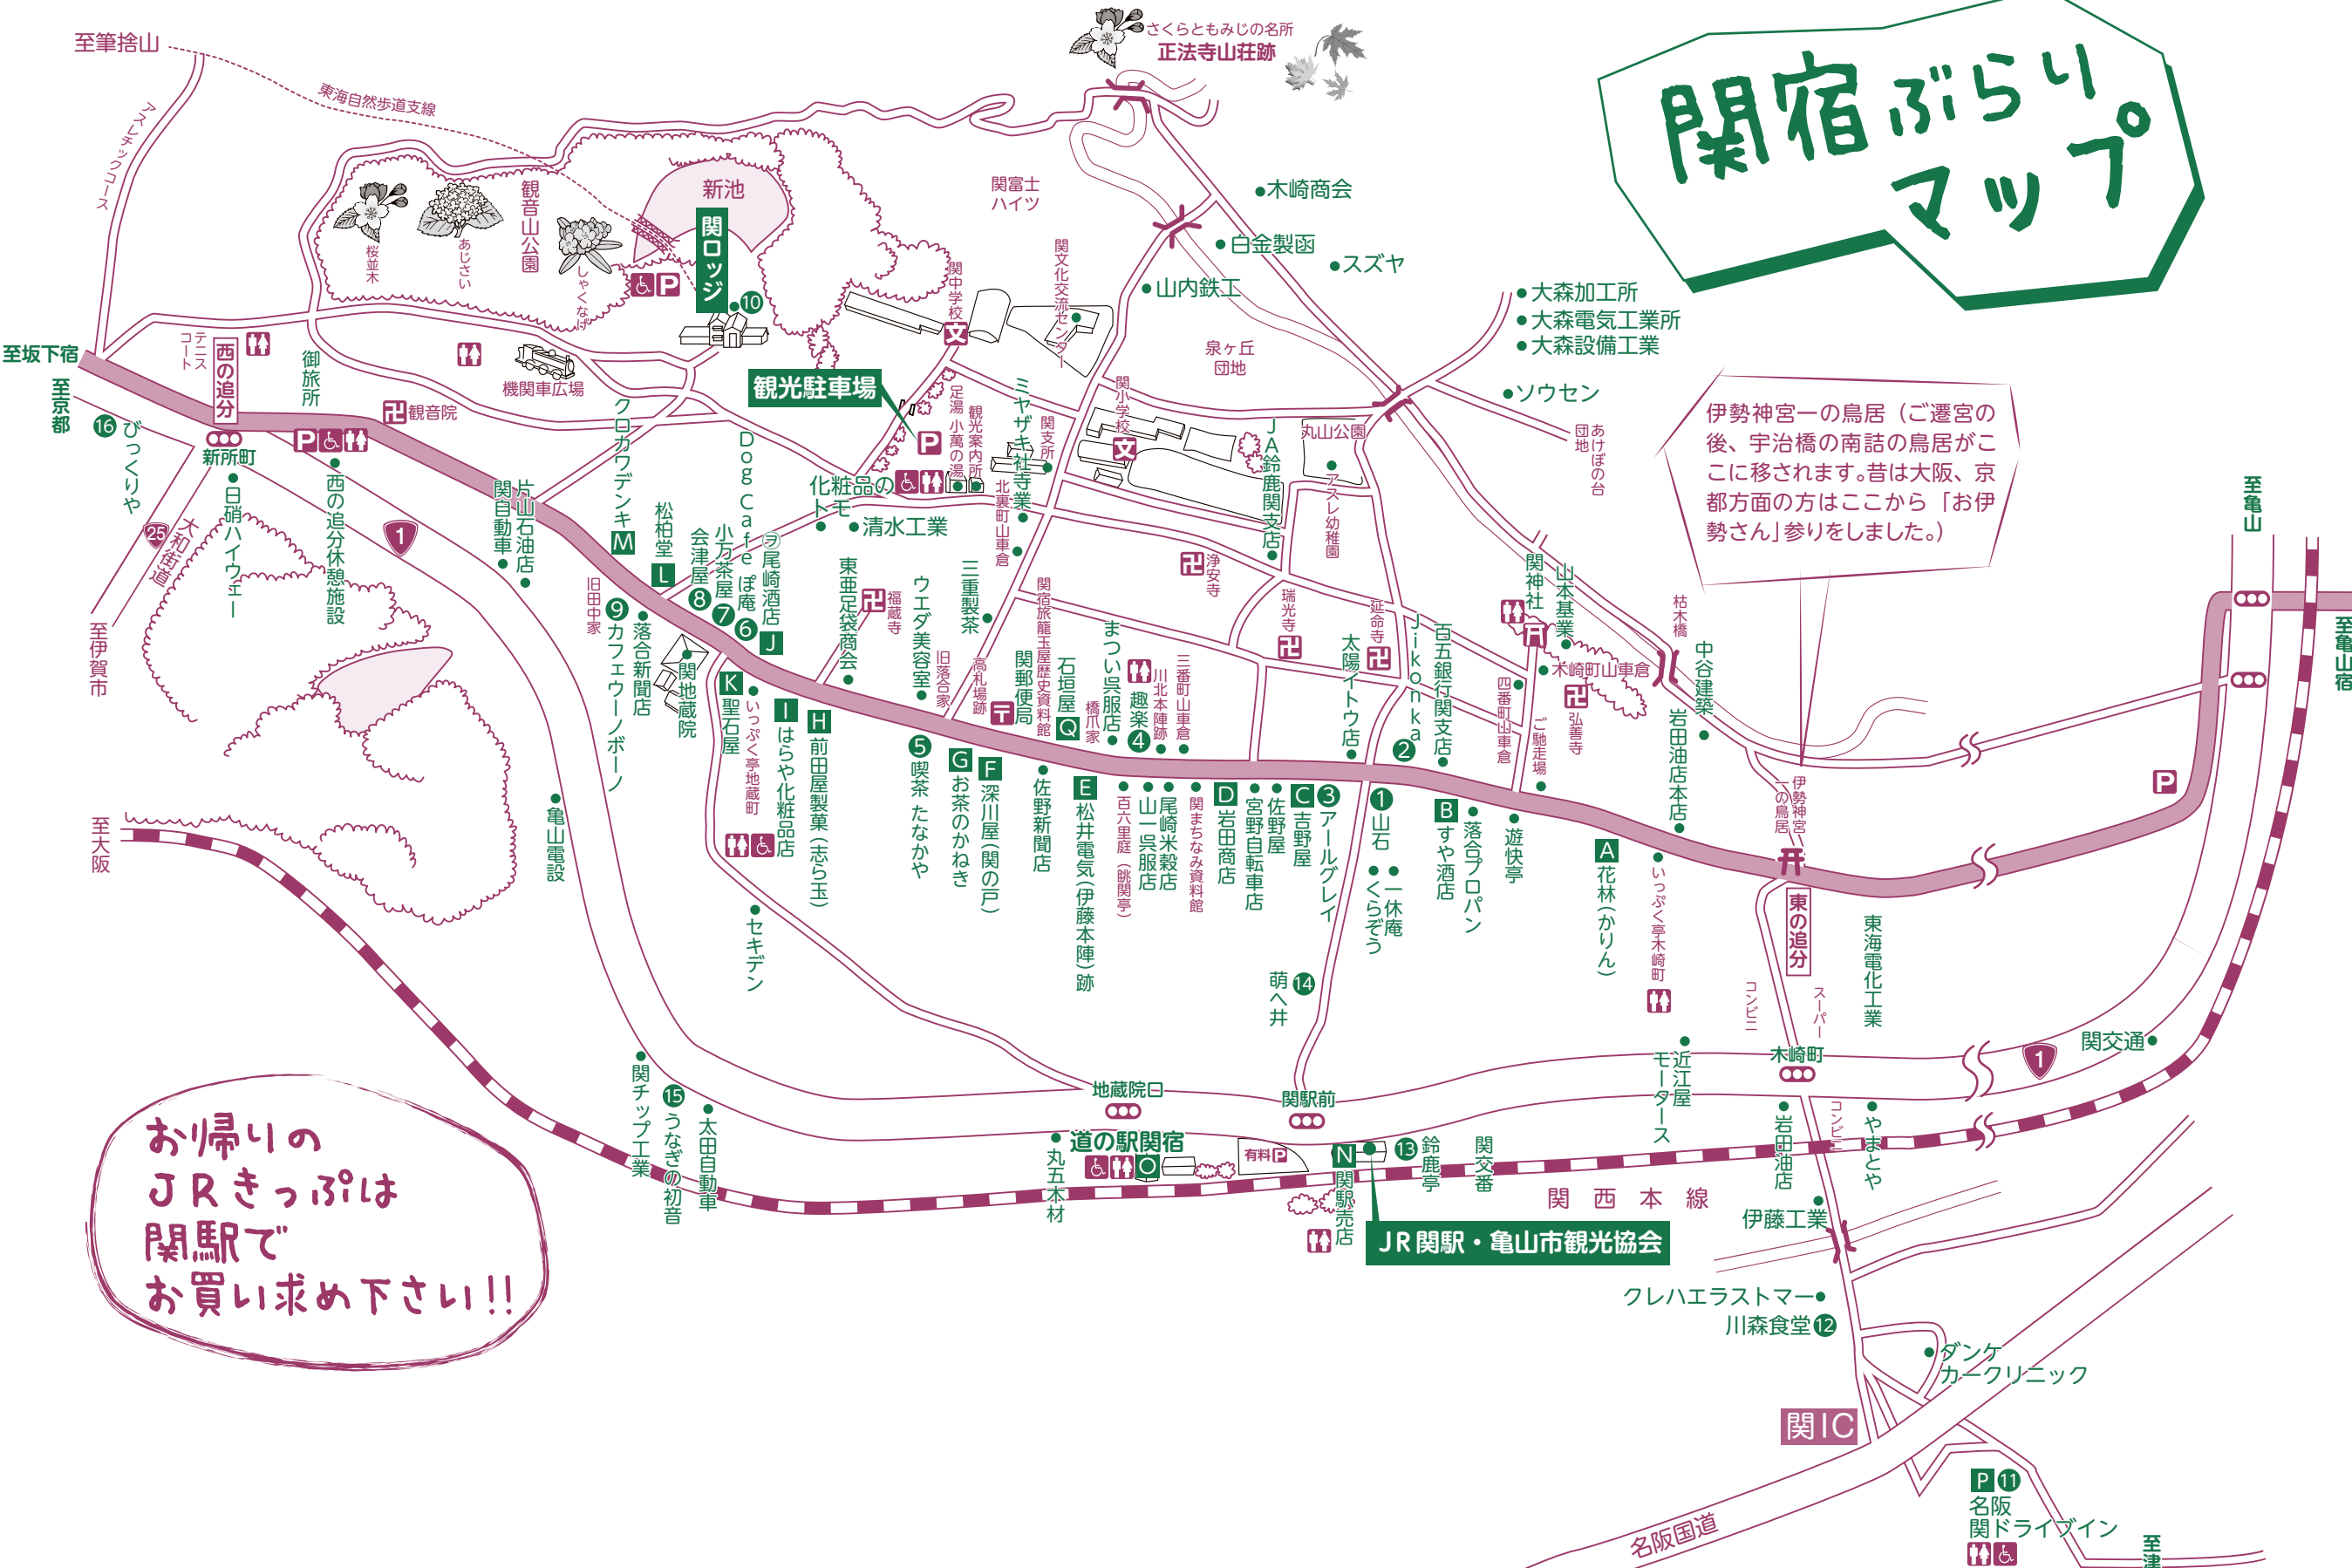 関宿ぶらり
マップ
さくらともみじの名所
正法寺山荘跡
至筆捨山
東海自然歩道支線
アスレチックコース
桜並木
あじさい
観音山公園
しゃくなげ
新池
関ロッジ
⑩
P
関富士
ハイツ
木崎商会
白金製函
スズヤ
山内鉄工
大森加工所
大森電気工業所
大森設備工業
ソウセン
あけぼの台
団地
泉ヶ丘
団地
関中学校
文
関文化交流センター
関小学校
文
丸山公園
JA鈴鹿関支店
アスレ幼稚園
観光駐車場
P
足湯 小萬の湯
観光案内所
ミヤザキ社寺業
関支所
北裏町山車倉
化粧品の
トモ
清水工業
至坂下宿
至京都
テニス
コート
西の追分
御旅所
機関車広場
卍観音院
新所町
P
⑯
びっくりや
日硝ハイウェー
西の追分休憩施設
25
大和街道
1
至伊賀市
至大阪
関自動車
片山石油店
クロカワデンキ
M
松柏堂
L
会津屋
⑧
小万茶屋
⑦
Dog Cafe ぽ庵
⑥
ヲ尾崎酒店
J
旧田中家
⑨
カフェウーノボーノ
落合新聞店
関地蔵院
K
聖石屋
いっぷく亭地蔵町
I
はらや化粧品店
H
前田屋製菓(志ら玉)
東亜足袋商会
卍福蔵寺
ウエダ美容室
旧落合家
三重製茶
高札場跡
〒
関郵便局
関宿旅籠玉屋歴史資料館
石垣屋
Q
橋爪家
まつい呉服店
趣楽
④
川北本陣跡
三番町山車倉
卍浄安寺
瑞光寺
卍
延命寺
卍
太陽イトウ店
Jikonka
②
百五銀行関支店
関神社
山本基業
木崎町山車倉
四番町山車倉
卍
弘善寺
ご馳走場
枯木橋
中谷建築
岩田油店本店
伊勢神宮
一の鳥居
伊勢神宮一の鳥居(ご遷宮の
後、宇治橋の南詰の鳥居がこ
こに移されます。昔は大阪、京
都方面の方はここから「お伊
勢さん」参りをしました。)
至亀山
至亀山宿
P
⑤
喫茶 たなかや
G
お茶のかねき
F
深川屋(関の戸)
佐野新聞店
E
松井電気(伊藤本陣)跡
百六里庭(眺関亭)
山一呉服店
尾崎米穀店
関まちなみ資料館
D
岩田商店
宮野自転車店
佐野屋
C
吉野屋
③
アールグレイ
①
山石
くらぞう
一休庵
B
すや酒店
落合プロパン
遊快亭
A
花林(かりん)
いっぷく亭木崎町
東の追分
東海電化工業
コンビニ
スーパー
萌へ井
⑭
亀山電設
セキデン
関チップ工業
⑮
うなぎの初音
太田自動車
地蔵院口
関駅前
木崎町
近江屋
モータース
1
関交通
道の駅関宿
O
丸五木材
有料P
N
関駅売店
⑬
鈴鹿亭
関交番
関西本線
JR関駅・亀山市観光協会
岩田油店
コンビニ
やまとや
伊藤工業
クレハエラストマー
川森食堂⑫
ダンケ
カークリニック
関IC
名阪国道
P⑪
名阪
関ドライブイン
至津
お帰りの
JRきっぷは
関駅で
お買い求め下さい!!